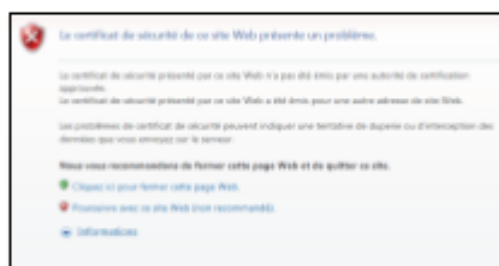 Le certificat de sécurité de ce site Web présente un problème.
Le certificat de sécurité présenté par ce site Web n'a pas été émis par une autorité de certification
approuvée.
Le certificat de sécurité présenté par ce site Web a été émis pour une autre adresse de site Web.
Les problèmes de certificat de sécurité peuvent indiquer une tentative de duperie ou d'interception des
données que vous envoyez sur le serveur.
Nous vous recommandons de fermer cette page Web et de quitter ce site.
Cliquez ici pour fermer cette page Web.
Poursuivre avec ce site Web (non recommandé).
Informations